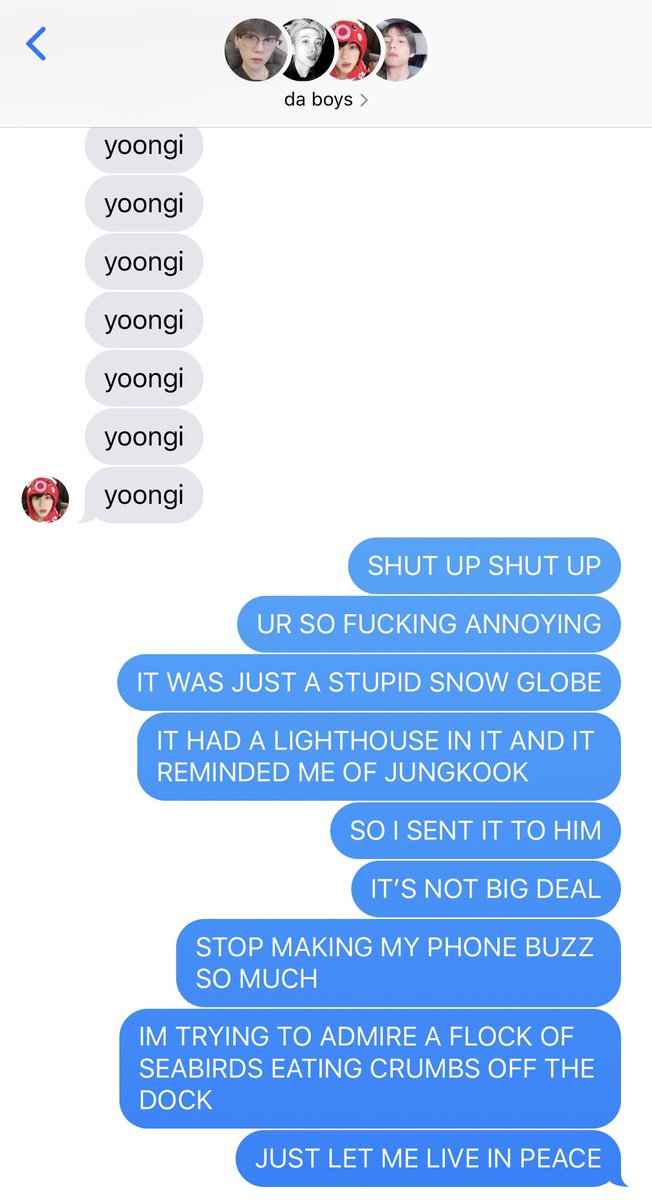 da boys
yoongi
yoongi
yoongi
yoongi
yoongi
yoongi
yoongi
SHUT UP SHUT UP
UR SO FUCKING ANNOYING
IT WAS JUST A STUPID SNOW GLOBE
IT HAD A LIGHTHOUSE IN IT AND IT
REMINDED ME OF JUNGKOOK
SO I SENT IT TO HIM
IT’S NOT BIG DEAL
STOP MAKING MY PHONE BUZZ
SO MUCH
IM TRYING TO ADMIRE A FLOCK OF
SEABIRDS EATING CRUMBS OFF THE
DOCK
JUST LET ME LIVE IN PEACE